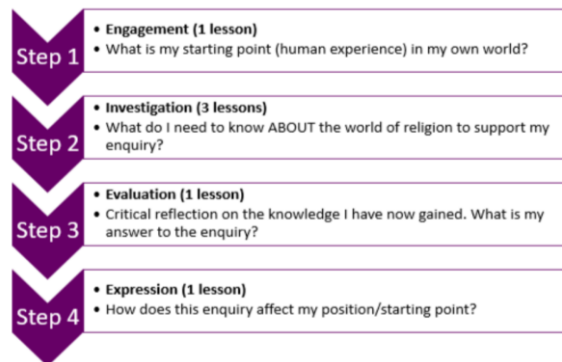 Step 1
• Engagement (1 lesson)
• What is my starting point (human experience) in my own world?
Step 2
• Investigation (3 lessons)
• What do I need to know ABOUT the world of religion to support my
enquiry?
Step 3
• Evaluation (1 lesson)
• Critical reflection on the knowledge I have now gained. What is my
answer to the enquiry?
Step 4
• Expression (1 lesson)
• How does this enquiry affect my position/starting point?